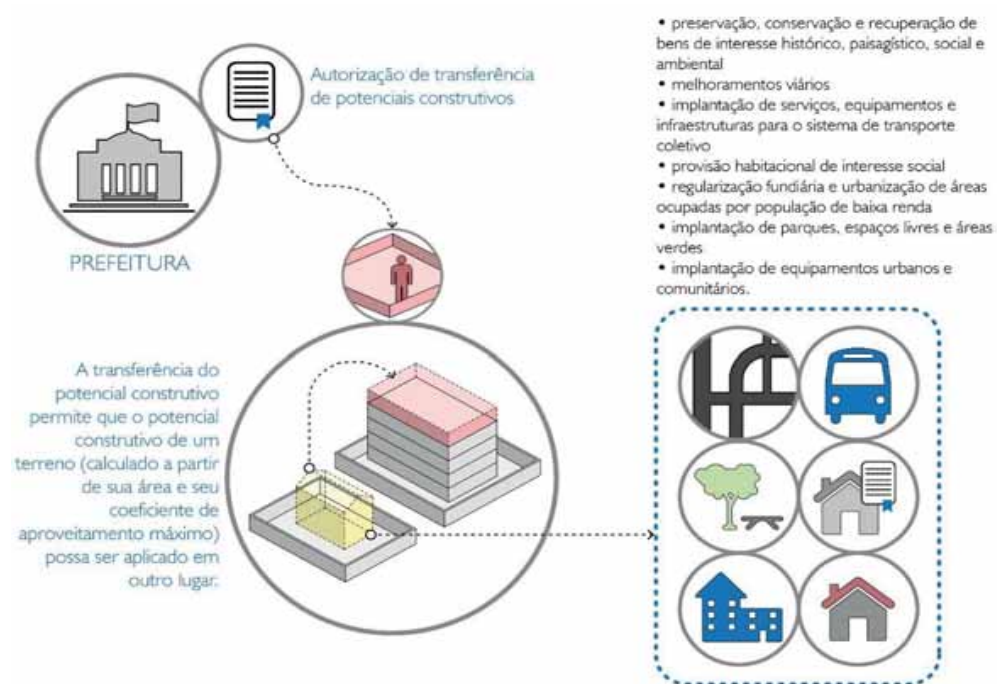 Autorização de transferência
de potenciais construtivos
PREFEITURA
A transferência do
potencial construtivo
permite que o potencial
construtivo de um
terreno (calculado a partir
de sua área e seu
coeficiente de
aproveitamento máximo)
possa ser aplicado em
outro lugar.
• preservação, conservação e recuperação de
bens de interesse histórico, paisagístico, social e
ambiental
• melhoramentos viários
• implantação de serviços, equipamentos e
infraestruturas para o sistema de transporte
coletivo
• provisão habitacional de interesse social
• regularização fundiária e urbanização de áreas
ocupadas por população de baixa renda
• implantação de parques, espaços livres e áreas
verdes
• implantação de equipamentos urbanos e
comunitários.